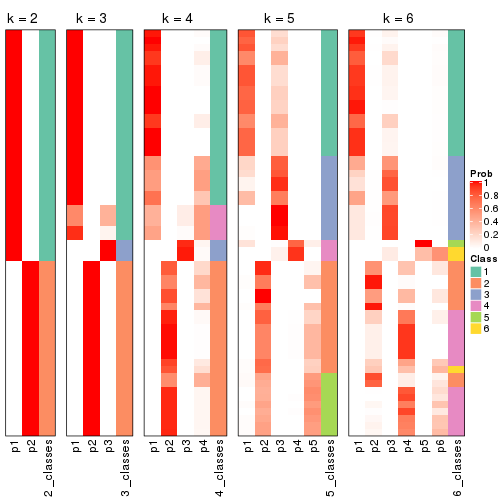 k = 2
k = 3
k = 4
k = 5
k = 6
Prob
1
0.8
0.6
0.4
0.2
0
Class
1
2
3
4
5
6
p1
p2
2_classes
p1
p2
p3
3_classes
p1
p2
p3
p4
4_classes
p1
p2
p3
p4
p5
5_classes
p1
p2
p3
p4
p5
p6
6_classes